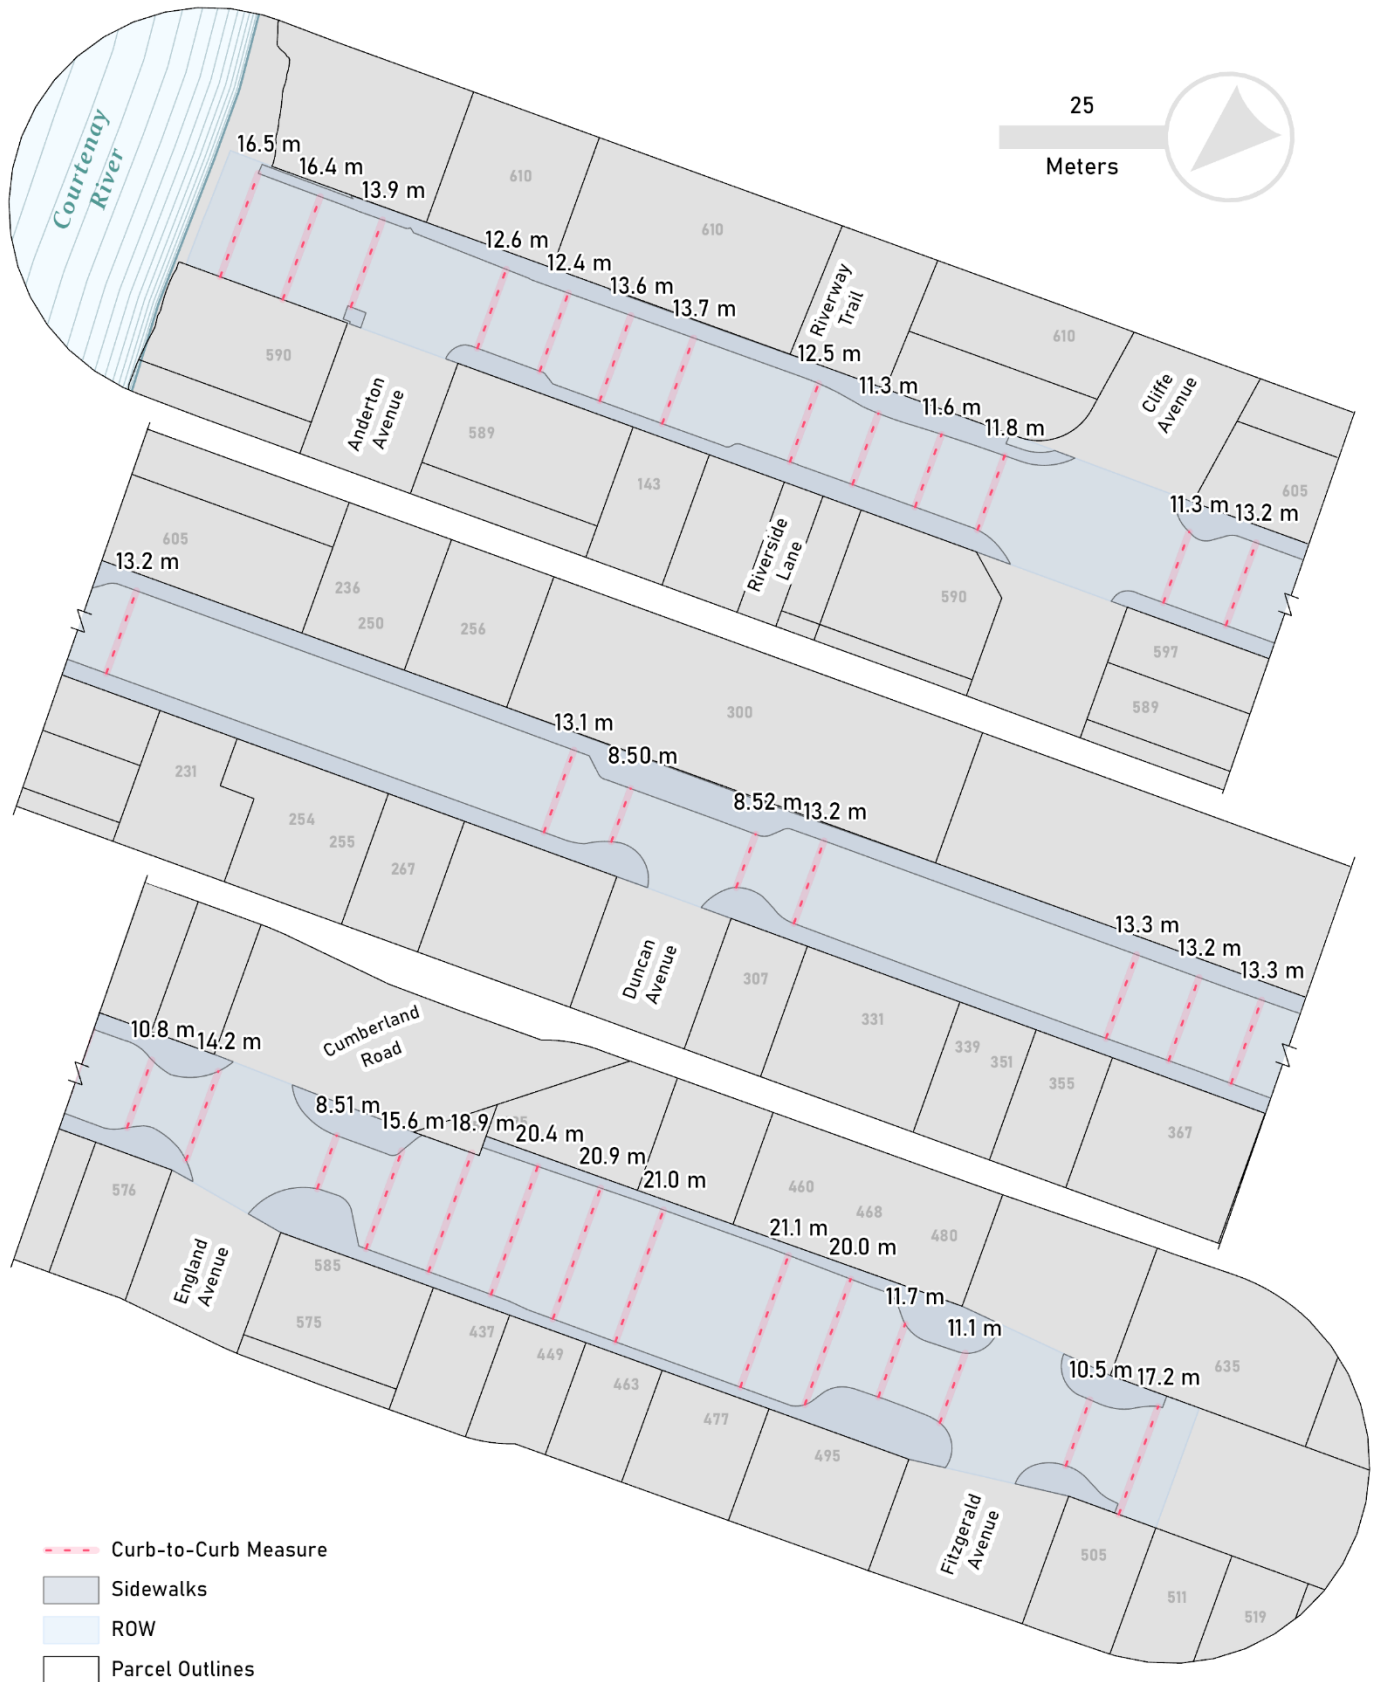 25
Meters
Courtenay
River
16.5 m
16.4 m
13.9 m
610
12.6 m
12.4 m
13.6 m
13.7 m
610
Riverway
Trail
12.5 m
11.3 m
11.6 m
11.8 m
610
Cliffe
Avenue
11.3 m
13.2 m
605
590
Anderton
Avenue
589
143
Riverside
Lane
590
597
589
605
13.2 m
236
250
256
13.1 m
8.50 m
300
8.52 m
13.2 m
13.3 m
13.2 m
13.3 m
231
254
255
267
Duncan
Avenue
307
331
339
351
355
367
10.8 m
14.2 m
Cumberland
Road
8.51 m
15.6 m
18.9 m
20.4 m
20.9 m
21.0 m
460
468
480
21.1 m
20.0 m
11.7 m
11.1 m
10.5 m
17.2 m
635
576
England
Avenue
585
575
437
449
463
477
495
Fitzgerald
Avenue
505
511
519
Curb-to-Curb Measure
Sidewalks
ROW
Parcel Outlines